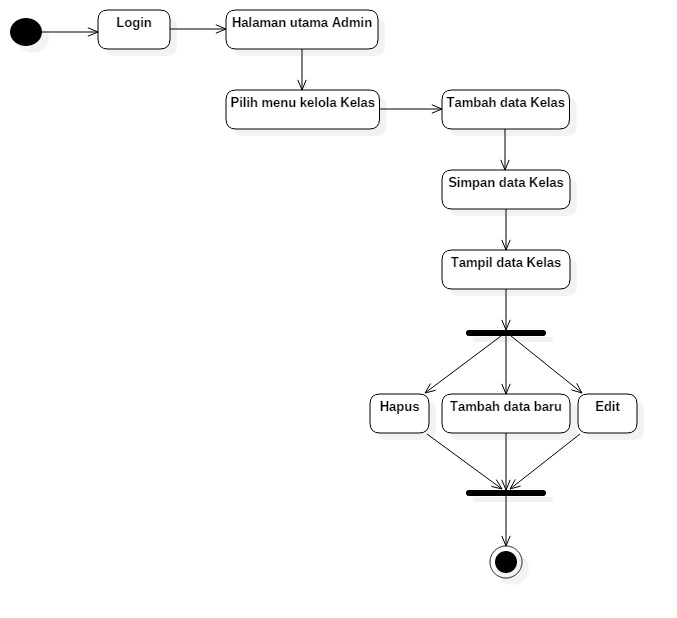 Login
Halaman utama Admin
Pilih menu kelola Kelas
Tambah data Kelas
Simpan data Kelas
Tampil data Kelas
Hapus
Tambah data baru
Edit